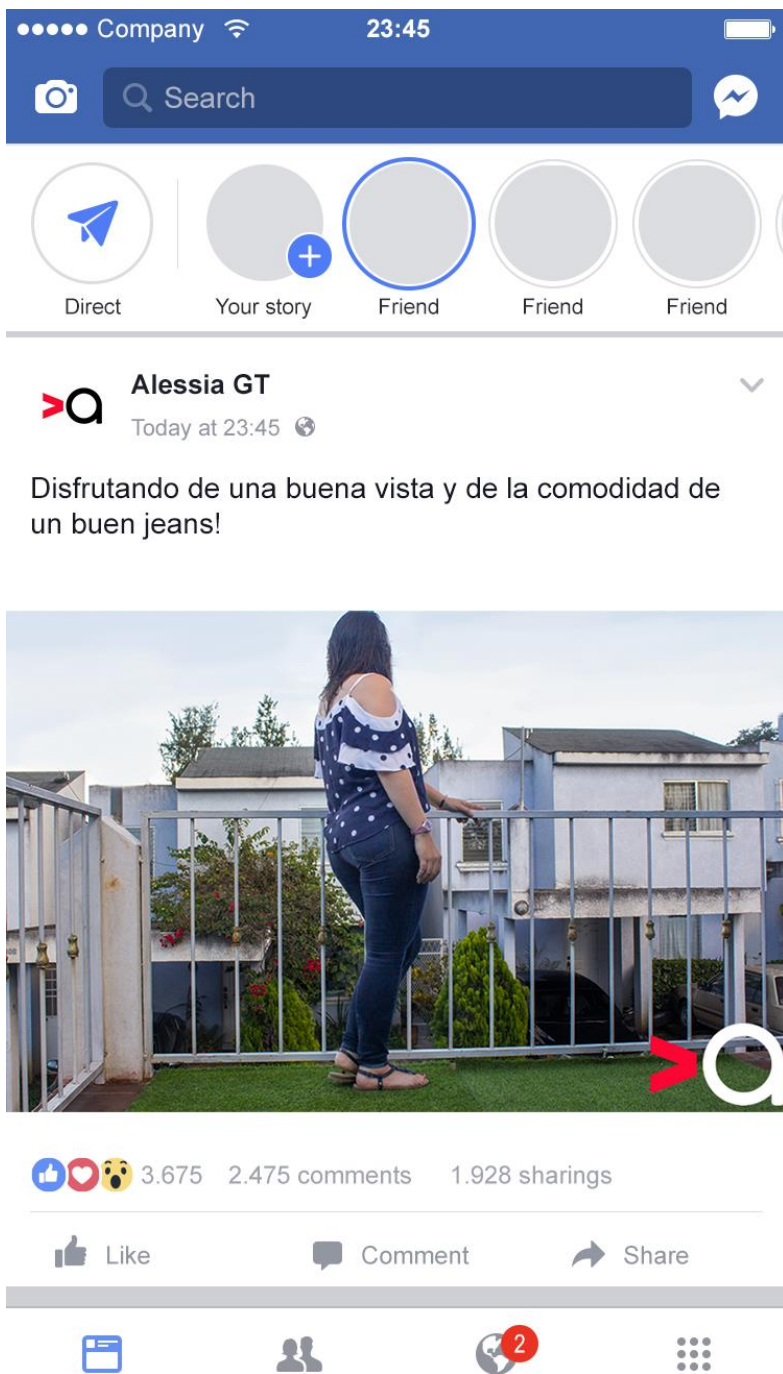 Company
23:45
Search
Direct
Your story
Friend
Friend
Friend
>a
Alessia GT
Today at 23:45
Disfrutando de una buena vista y de la comodidad de
un buen jeans!
>a
3.675 2.475 comments 1.928 sharings
Like Comment Share
2